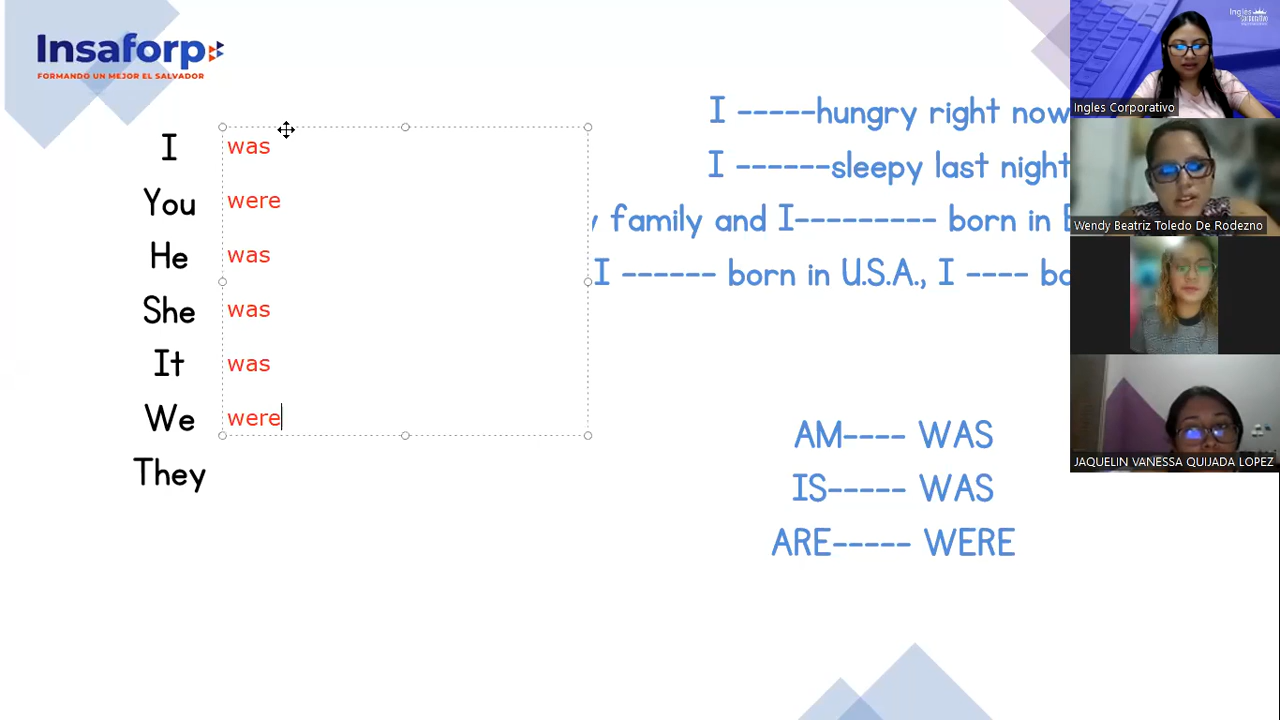 Insaforp
FORMANDO UN MEJOR EL SALVADOR
I was
You were
He was
She was
It was
We were
They
I -----hungry right now
I ------sleepy last night
family and I--------- born in
I ------ born in U.S.A., I ----
AM---- WAS
IS----- WAS
ARE----- WERE
Ingles Corporativo
Wendy Beatriz Toledo De Rodezno
JAQUELIN VANESSA QUIJADA LOPEZ